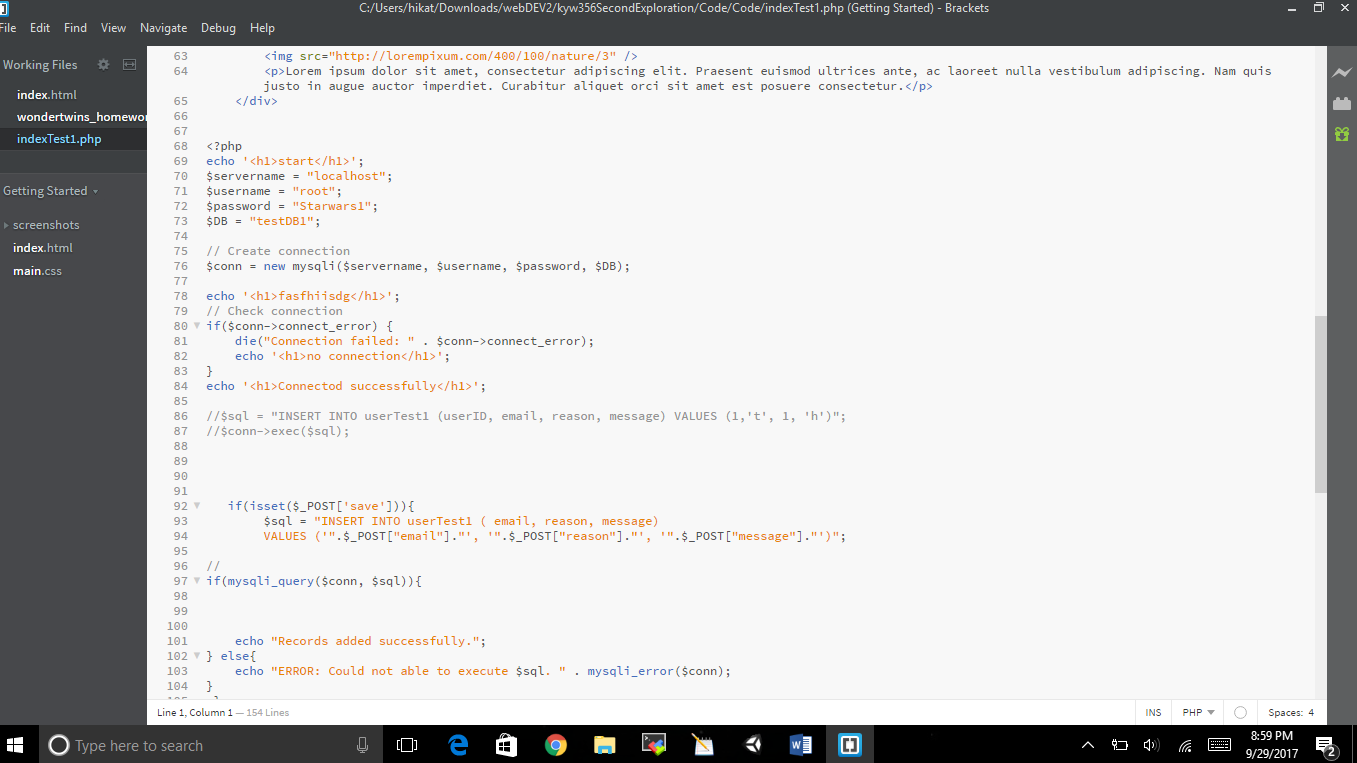 C:/Users/hikat/Downloads/webDEV2/kyw356SecondExploration/Code/Code/indexTest1.php (Getting Started) - Brackets
File Edit Find View Navigate Debug Help
Working Files
index.html
wondertwins_homewor
indexTest1.php
Getting Started
screenshots
index.html
main.css
63 <img src="http://lorempixum.com/400/100/nature/3" />
64 <p>Lorem ipsum dolor sit amet, consectetur adipiscing elit. Praesent euismod ultrices ante, ac laoreet nulla vestibulum adipiscing. Nam quis
justo in augue auctor imperdiet. Curabitur aliquet orci sit amet est posuere consectetur.</p>
65 </div>
66
67
68 <?php
69 echo '<h1>start</h1>';
70 $servername = "localhost";
71 $username = "root";
72 $password = "Starwars1";
73 $DB = "testDB1";
74
75 // Create connection
76 $conn = new mysqli($servername, $username, $password, $DB);
77
78 echo '<h1>fasfhiisdg</h1>';
79 // Check connection
80 if($conn->connect_error) {
81 die("Connection failed: " . $conn->connect_error);
82 echo '<h1>no connection</h1>';
83 }
84 echo '<h1>Connectod successfully</h1>';
85
86 //$sql = "INSERT INTO userTest1 (userID, email, reason, message) VALUES (1,'t', 1, 'h')";
87 //$conn->exec($sql);
88
89
90
91
92 if(isset($_POST['save'])){
93 $sql = "INSERT INTO userTest1 ( email, reason, message)
94 VALUES ('".$_POST["email"]."', '".$_POST["reason"]."', '".$_POST["message"]."')";
95
96 //
97 if(mysqli_query($conn, $sql)){
98
99
100
101 echo "Records added successfully.";
102 } else{
103 echo "ERROR: Could not able to execute $sql. " . mysqli_error($conn);
104 }
Line 1, Column 1 — 154 Lines
INS PHP Spaces: 4
Type here to search
8:59 PM
9/29/2017
2